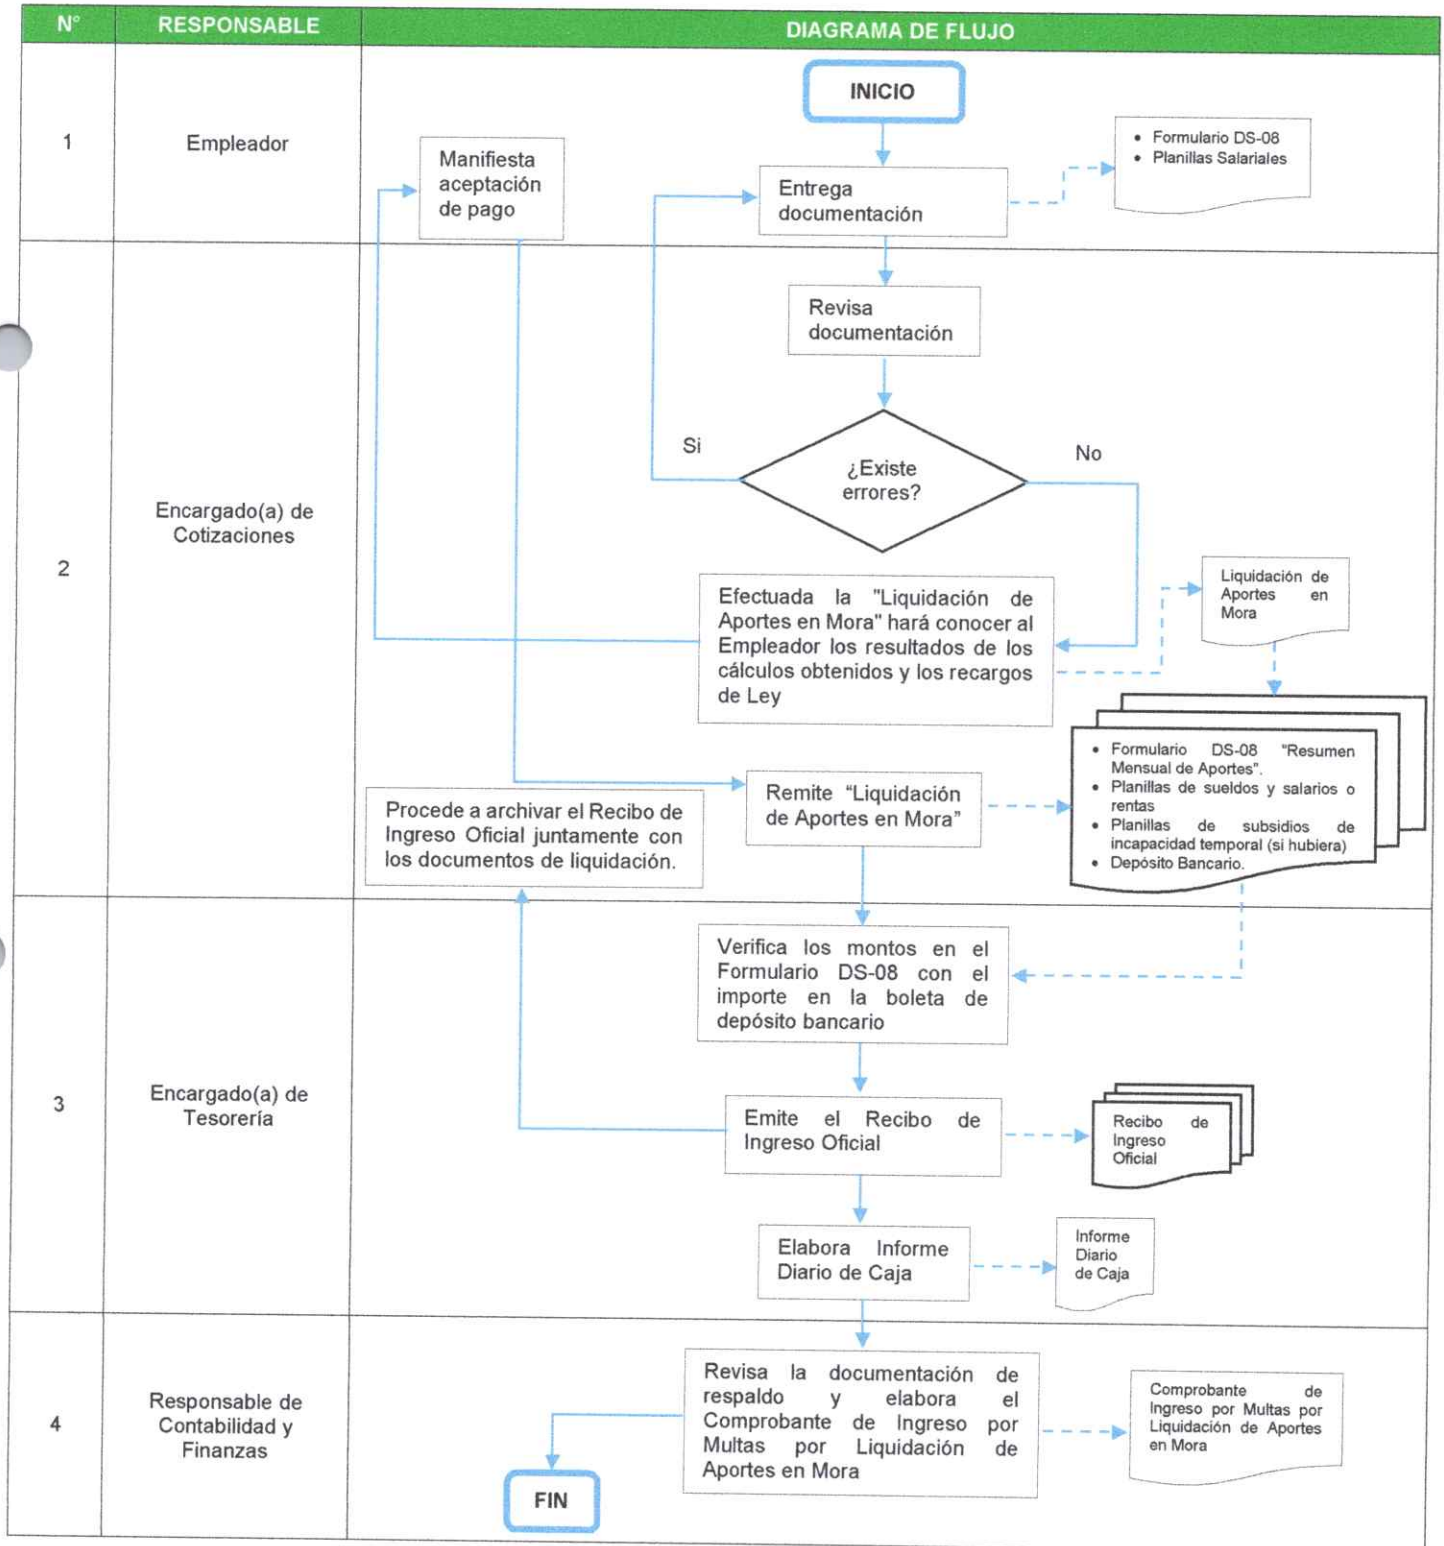 N° RESPONSABLE DIAGRAMA DE FLUJO
INICIO
1
Empleador
Manifiesta
aceptación
de pago
Entrega
documentación
• Formulario DS-08
• Planillas Salariales
Revisa
documentación
Si
¿Existe
errores?
No
2
Encargado(a) de
Cotizaciones
Efectuada la "Liquidación de
Aportes en Mora" hará conocer al
Empleador los resultados de los
cálculos obtenidos y los recargos
de Ley
Liquidación de
Aportes en
Mora
Procede a archivar el Recibo de
Ingreso Oficial juntamente con
los documentos de liquidación.
Remite “Liquidación
de Aportes en Mora”
• Formulario DS-08 “Resumen
Mensual de Aportes”.
• Planillas de sueldos y salarios o
rentas
• Planillas de subsidios de
incapacidad temporal (si hubiera)
• Depósito Bancario.
3
Encargado(a) de
Tesorería
Verifica los montos en el
Formulario DS-08 con el
importe en la boleta de
depósito bancario
Emite el Recibo de
Ingreso Oficial
Recibo de
Ingreso
Oficial
Elabora Informe
Diario de Caja
Informe
Diario
de Caja
4
Responsable de
Contabilidad y
Finanzas
Revisa la documentación de
respaldo y elabora el
Comprobante de Ingreso por
Multas por Liquidación de
Aportes en Mora
Comprobante de
Ingreso por Multas por
Liquidación de Aportes
en Mora
FIN